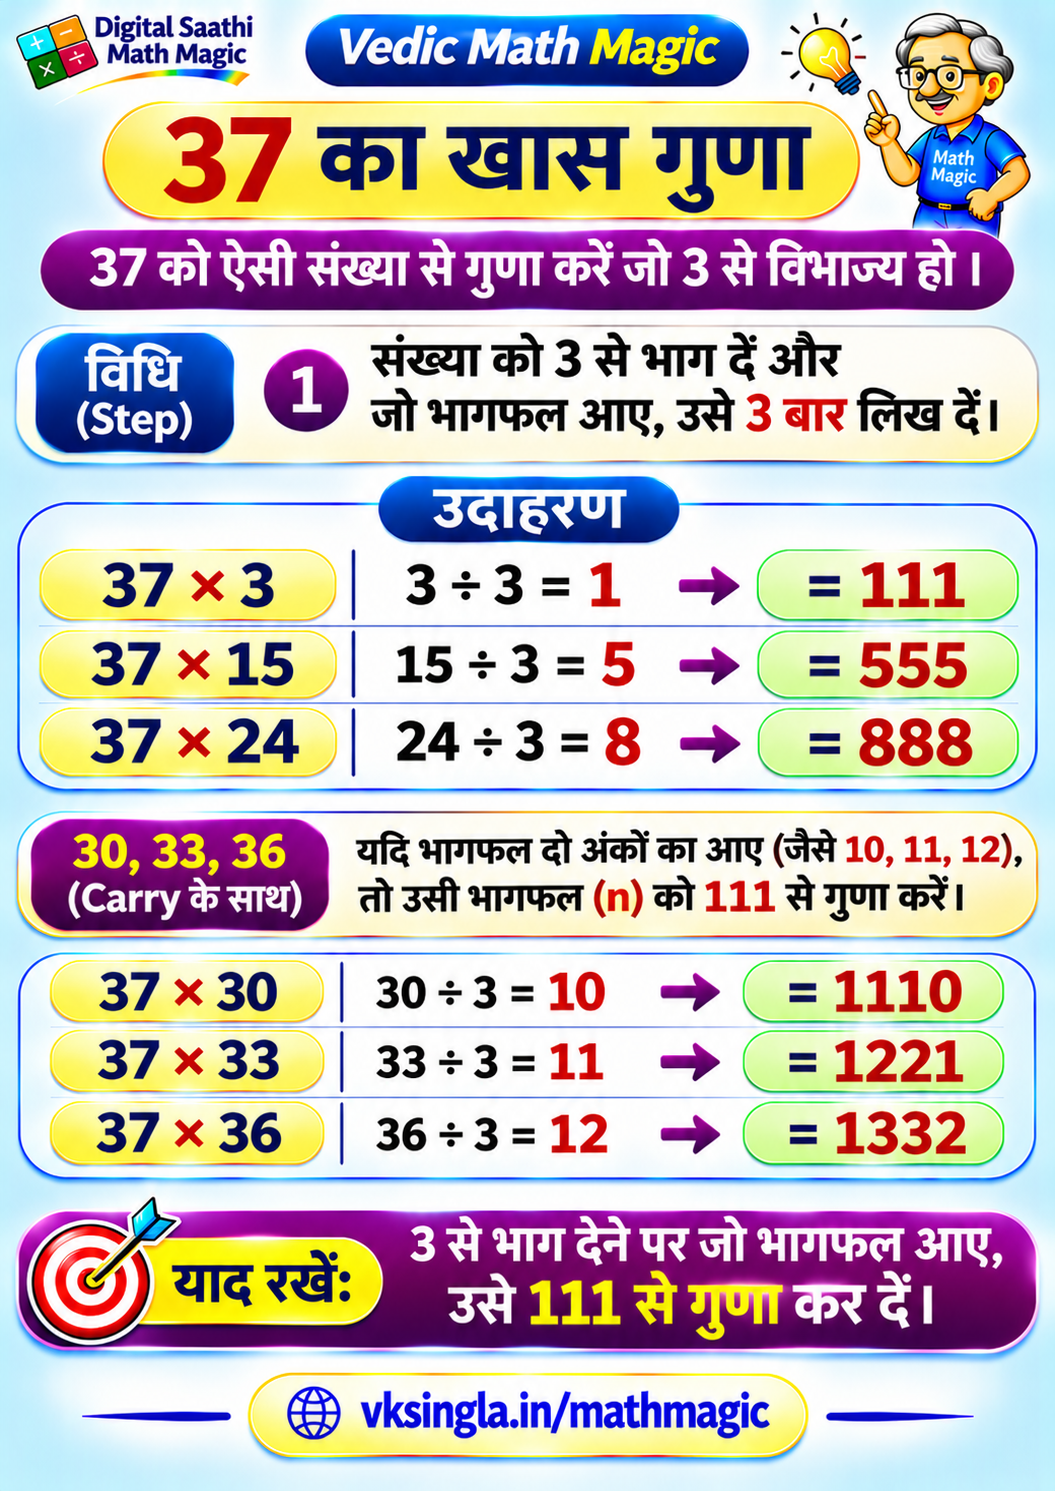 Digital Saathi
Math Magic
Vedic Math Magic
Math
Magic
37 का खास गुणा
37 को ऐसी संख्या से गुणा करें जो 3 से विभाज्य हो।
विधि
(Step)
1
संख्या को 3 से भाग दें और
जो भागफल आए, उसे 3 बार लिख दें।
उदाहरण
37 × 3 3 ÷ 3 = 1 → = 111
37 × 15 15 ÷ 3 = 5 → = 555
37 × 24 24 ÷ 3 = 8 → = 888
30, 33, 36
(Carry के साथ)
यदि भागफल दो अंकों का आए (जैसे 10, 11, 12),
तो उसी भागफल (n) को 111 से गुणा करें।
37 × 30 30 ÷ 3 = 10 → = 1110
37 × 33 33 ÷ 3 = 11 → = 1221
37 × 36 36 ÷ 3 = 12 → = 1332
याद रखें:
3 से भाग देने पर जो भागफल आए,
उसे 111 से गुणा कर दें।
vksingla.in/mathmagic